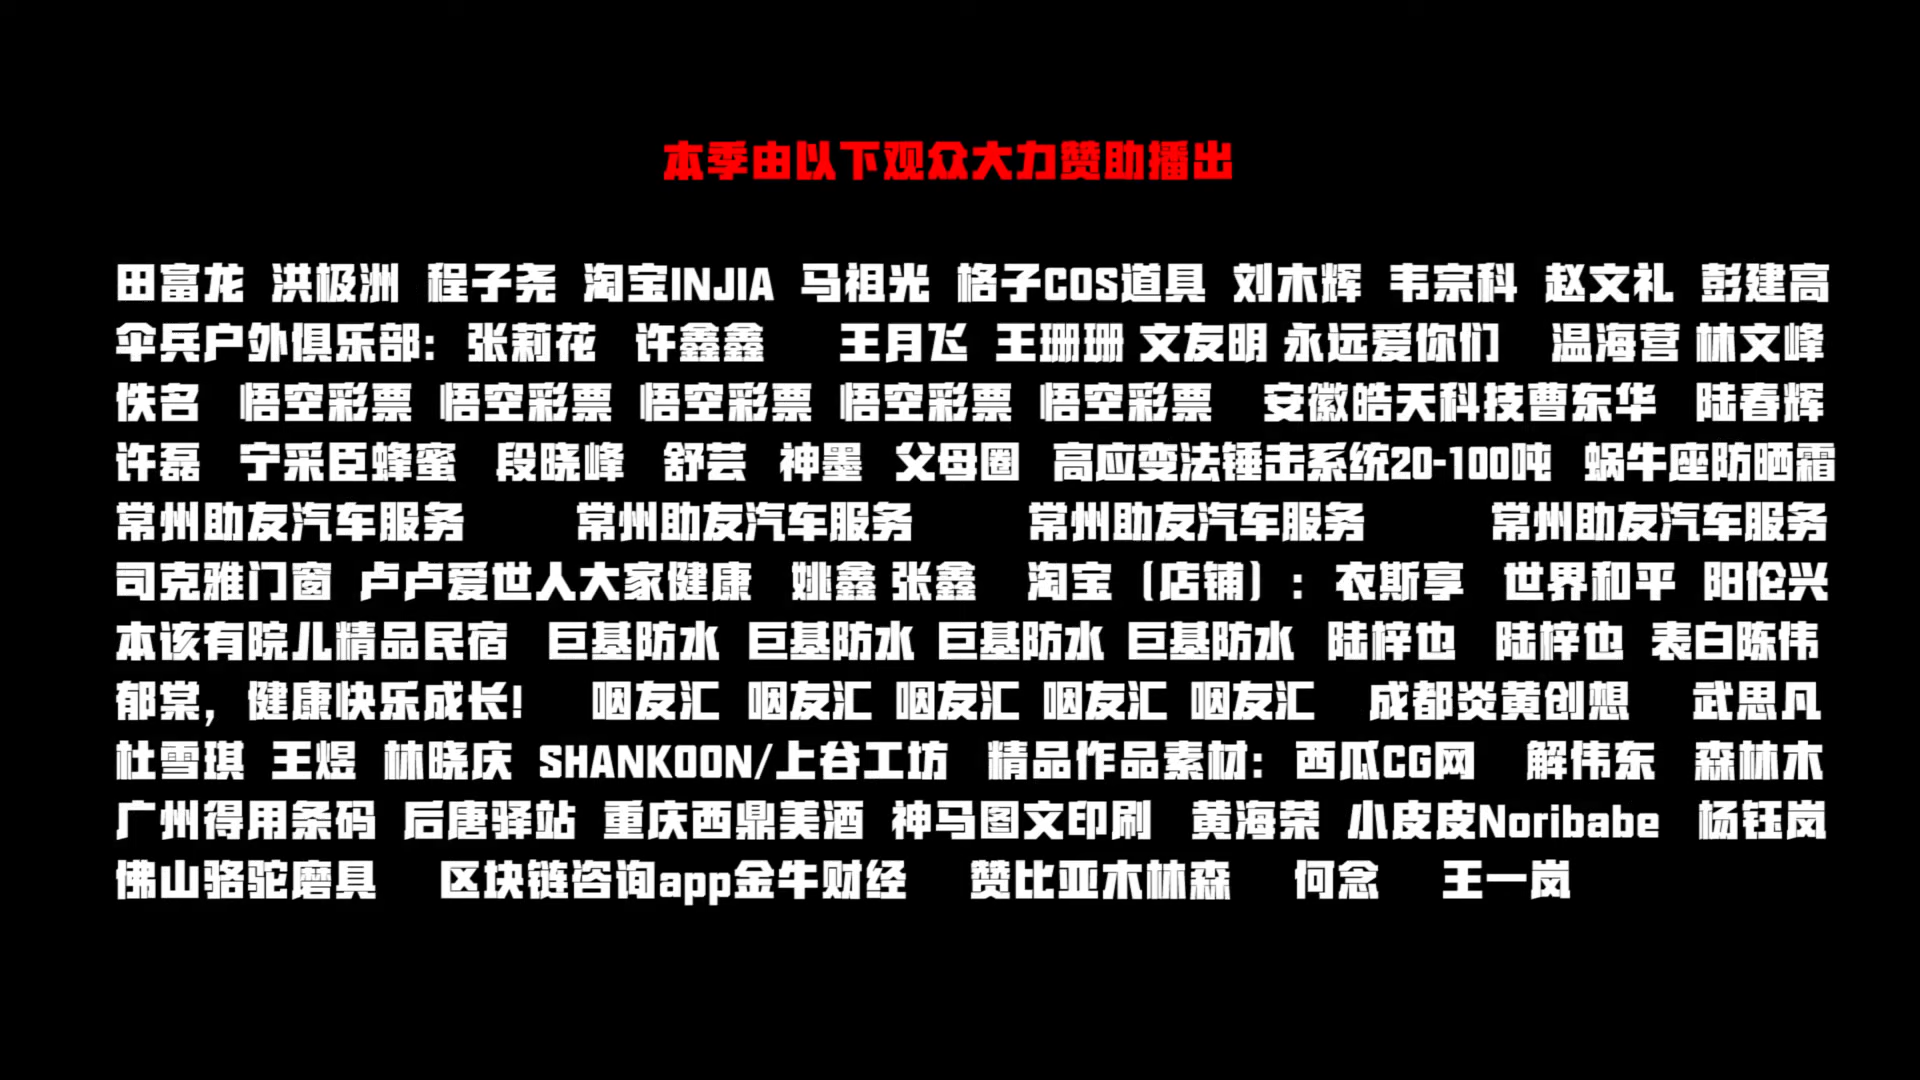 本季由以下观众大力赞助播出
田富龙 洪极洲 程子尧 淘宝INJIA 马祖光 格子COS道具 刘木辉 韦宗科 赵文礼 彭建高
伞兵户外俱乐部：张莉花 许鑫鑫 王月飞 王珊珊 文友明 永远爱你们 温海营 林文峰
佚名 悟空彩票 悟空彩票 悟空彩票 悟空彩票 悟空彩票 安徽皓天科技曹东华 陆春辉
许磊 宁采臣蜂蜜 段晓峰 舒芸 神墨 父母圈 高应变法锤击系统20-100吨 蜗牛座防晒霜
常州助友汽车服务 常州助友汽车服务 常州助友汽车服务 常州助友汽车服务
司克雅门窗 卢卢爱世人大家健康 姚鑫 张鑫 淘宝（店铺）：衣斯享 世界和平 阳伦兴
本该有院儿精品民宿 巨基防水 巨基防水 巨基防水 巨基防水 陆梓也 陆梓也 表白陈伟
郁棠，健康快乐成长！ 咽友汇 咽友汇 咽友汇 咽友汇 咽友汇 成都炎黄创想 武思凡
杜雪琪 王煜 林晓庆 SHANKOON/上谷工坊 精品作品素材：西瓜CG网 解伟东 森林木
广州得用条码 后唐驿站 重庆西鼎美酒 神马图文印刷 黄海荣 小皮皮Noribabe 杨钰岚
佛山骆驼磨具 区块链咨询app金牛财经 赞比亚木林森 何念 王一岚